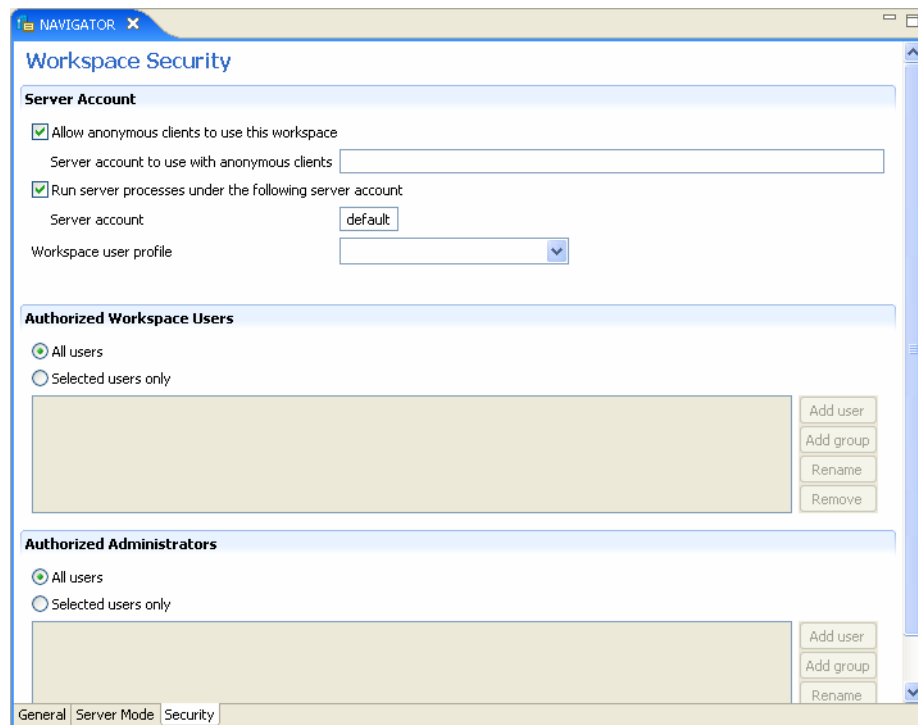 NAVIGATOR
Workspace Security
Server Account
Allow anonymous clients to use this workspace
Server account to use with anonymous clients
Run server processes under the following server account
Server account default
Workspace user profile
Authorized Workspace Users
All users
Selected users only
Add user
Add group
Rename
Remove
Authorized Administrators
All users
Selected users only
Add user
Add group
Rename
General Server Mode Security